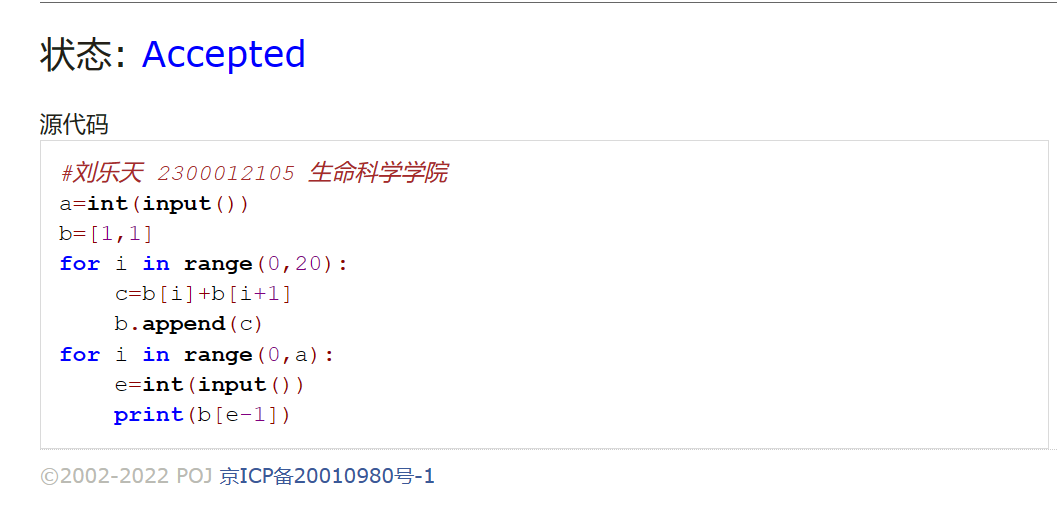 状态: Accepted
源代码
#刘乐天 2300012105 生命科学学院
a=int(input())
b=[1,1]
for i in range(0,20):
    c=b[i]+b[i+1]
    b.append(c)
for i in range(0,a):
    e=int(input())
    print(b[e-1])
©2002-2022 POJ 京ICP备20010980号-1